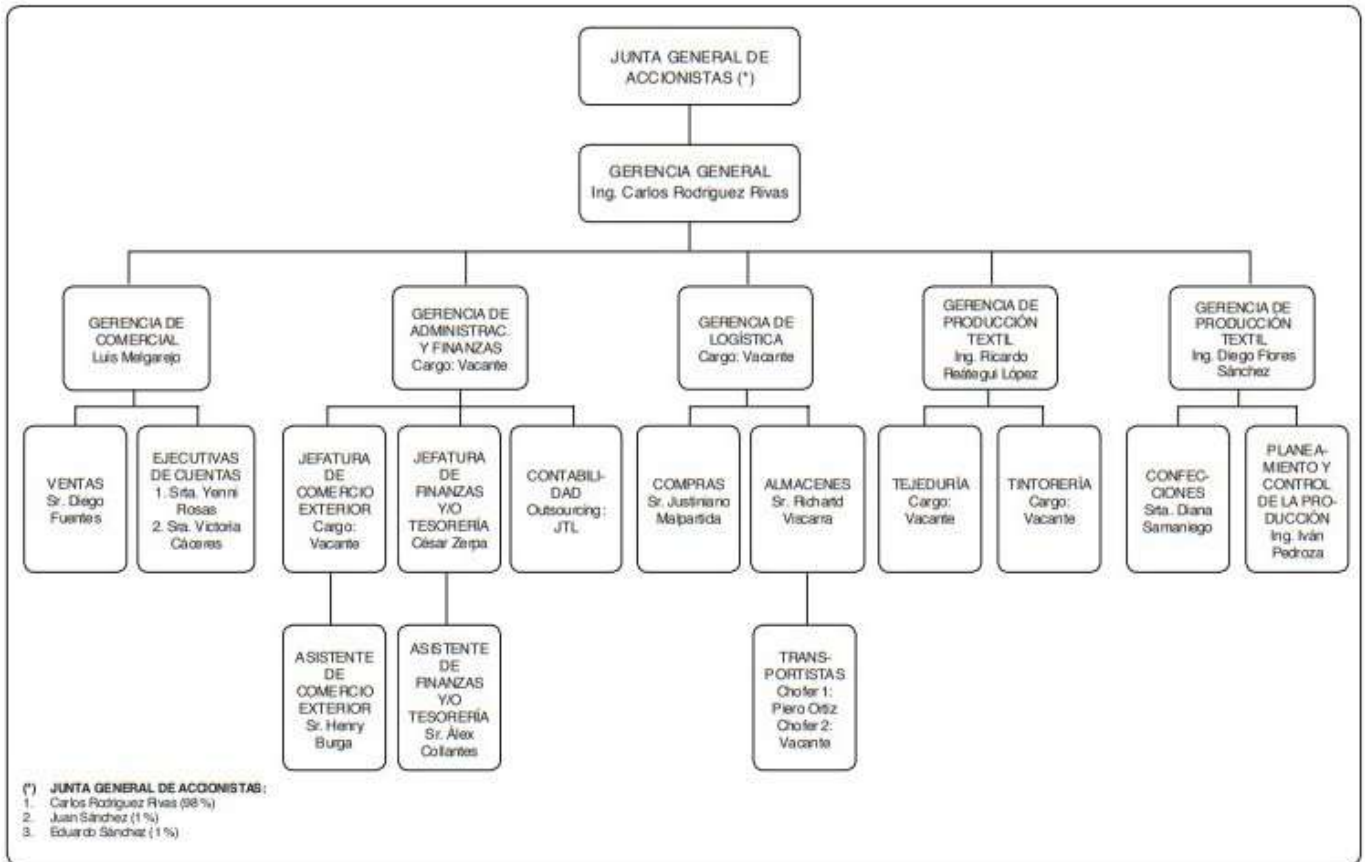 JUNTA GENERAL DE
ACCIONISTAS (*)
GERENCIA GENERAL
Ing. Carlos Rodríguez Rivas
GERENCIA DE
COMERCIAL
Luis Melgarejo
GERENCIA DE
ADMINISTRAC.
Y FINANZAS
Cargo: Vacante
GERENCIA DE
LOGÍSTICA
Cargo: Vacante
GERENCIA DE
PRODUCCIÓN
TEXTIL
Ing. Ricardo
Reátegui López
GERENCIA DE
PRODUCCIÓN
TEXTIL
Ing. Diego Flores
Sánchez
VENTAS
Sr. Diego
Fuentes
EJECUTIVAS
DE CUENTAS
1. Srta. Yenni
Rosas
2. Sra. Victoria
Cáceres
JEFATURA
DE
COMERCIO
EXTERIOR
Cargo:
Vacante
JEFATURA
DE
FINANZAS
Y/O
TESORERÍA
César Zerpa
CONTABILI-
DAD
Outsourcing:
JTL
COMPRAS
Sr. Justiniano
Malpartida
ALMACENES
Sr. Richard
Viscarra
TEJEDURÍA
Cargo:
Vacante
TINTORERÍA
Cargo:
Vacante
CONFEC-
CIONES
Srta. Diana
Samaniego
PLANEA-
MIENTO Y
CONTROL
DE LA PRO-
DUCCIÓN
Ing. Iván
Pedroza
ASISTENTE
DE
COMERCIO
EXTERIOR
Sr. Henry
Burga
ASISTENTE
DE
FINANZAS
Y/O
TESORERÍA
Sr. Álex
Collantes
TRANS-
PORTISTAS
Chofer 1:
Piero Ortiz
Chofer 2:
Vacante
(*) JUNTA GENERAL DE ACCIONISTAS:
1. Carlos Rodríguez Rivas (98 %)
2. Juan Sánchez (1 %)
3. Eduardo Sánchez (1 %)